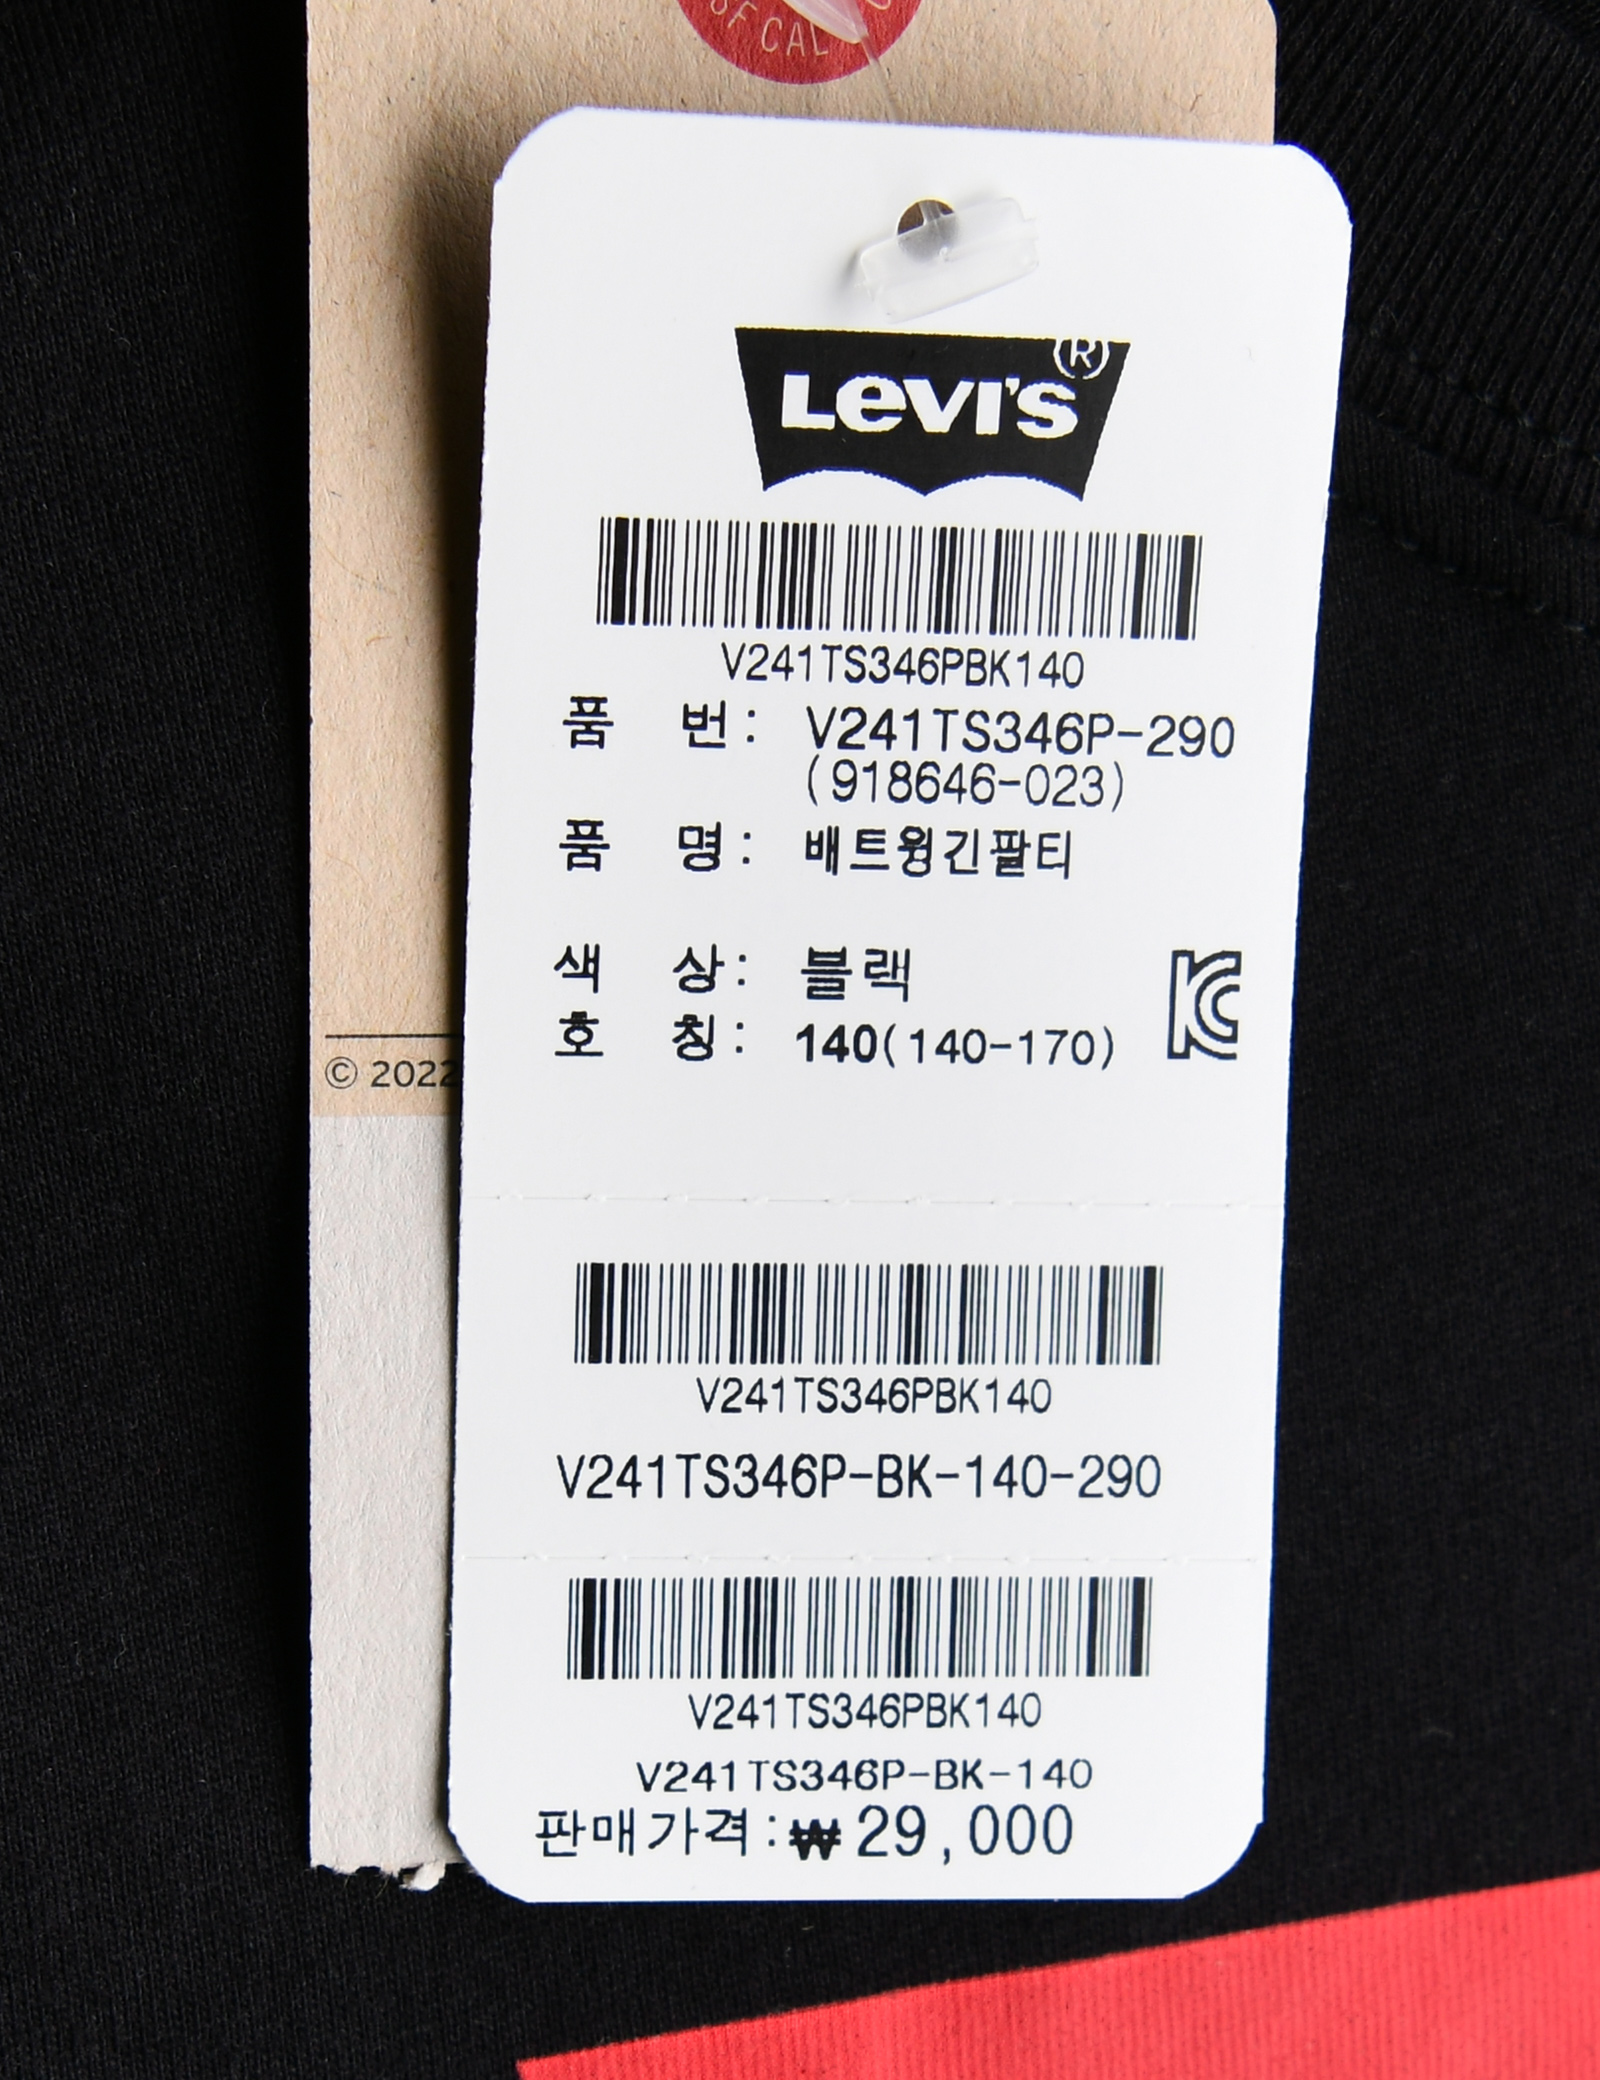 OF CAL
LEVI'S
®
V241TS346PBK140
품 번: V241TS346P-290
(918646-023)
품 명: 배트윙긴팔티
색 상: 블랙
호 칭: 140(140-170)
© 2022
V241TS346PBK140
V241TS346P-BK-140-290
V241TS346PBK140
V241TS346P-BK-140
판매가격:₩29,000